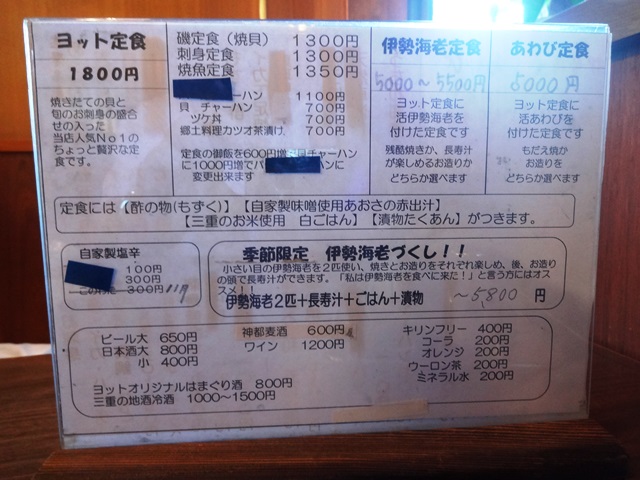 ヨット定食
1800円
焼きたての貝と
旬のお刺身の盛合
せの入った
当店人気No1の
ちょっと贅沢な定
食です。
磯定食（焼貝） 1300円
刺身定食 1300円
焼魚定食 1350円
ーハン 1100円
貝 チャーハン 700円
ヅケ丼 700円
郷土料理カツオ茶漬け 700円
定食の御飯を600円増 貝チャーハン
に1000円増でパ ハンに
変更出来ます
伊勢海老定食
5000～5500円
ヨット定食に
活伊勢海老を
付けた定食です
残酷焼きか、長寿汁
が楽しめるお造りか
どちらか選べます
あわび定食
5000円
ヨット定食に
活あわびを
付けた定食です
もだえ焼か
お造りを
どちらか選べます
定食には【酢の物(もずく)】【自家製味噌使用あおさの赤出汁】
【三重のお米使用 白ごはん】【漬物たくあん】がつきます。
自家製塩辛
100円
300円
このわた 300円
季節限定 伊勢海老づくし！！
小さい目の伊勢海老を２匹使い、焼きとお造りをそれぞれ楽しめ、後、お造り
の頭で長寿汁ができます。「私は伊勢海老を食べに来た！」と言う方にはオス
スメ！！
伊勢海老２匹＋長寿汁＋ごはん＋漬物 ～5800円
ビール大 650円
日本酒大 800円
小 400円
神都麦酒 600円
ワイン 1200円
キリンフリー 400円
コーラ 200円
オレンジ 200円
ウーロン茶 200円
ミネラル水 200円
ヨットオリジナルはまぐり酒 800円
三重の地酒冷酒 1000～1500円